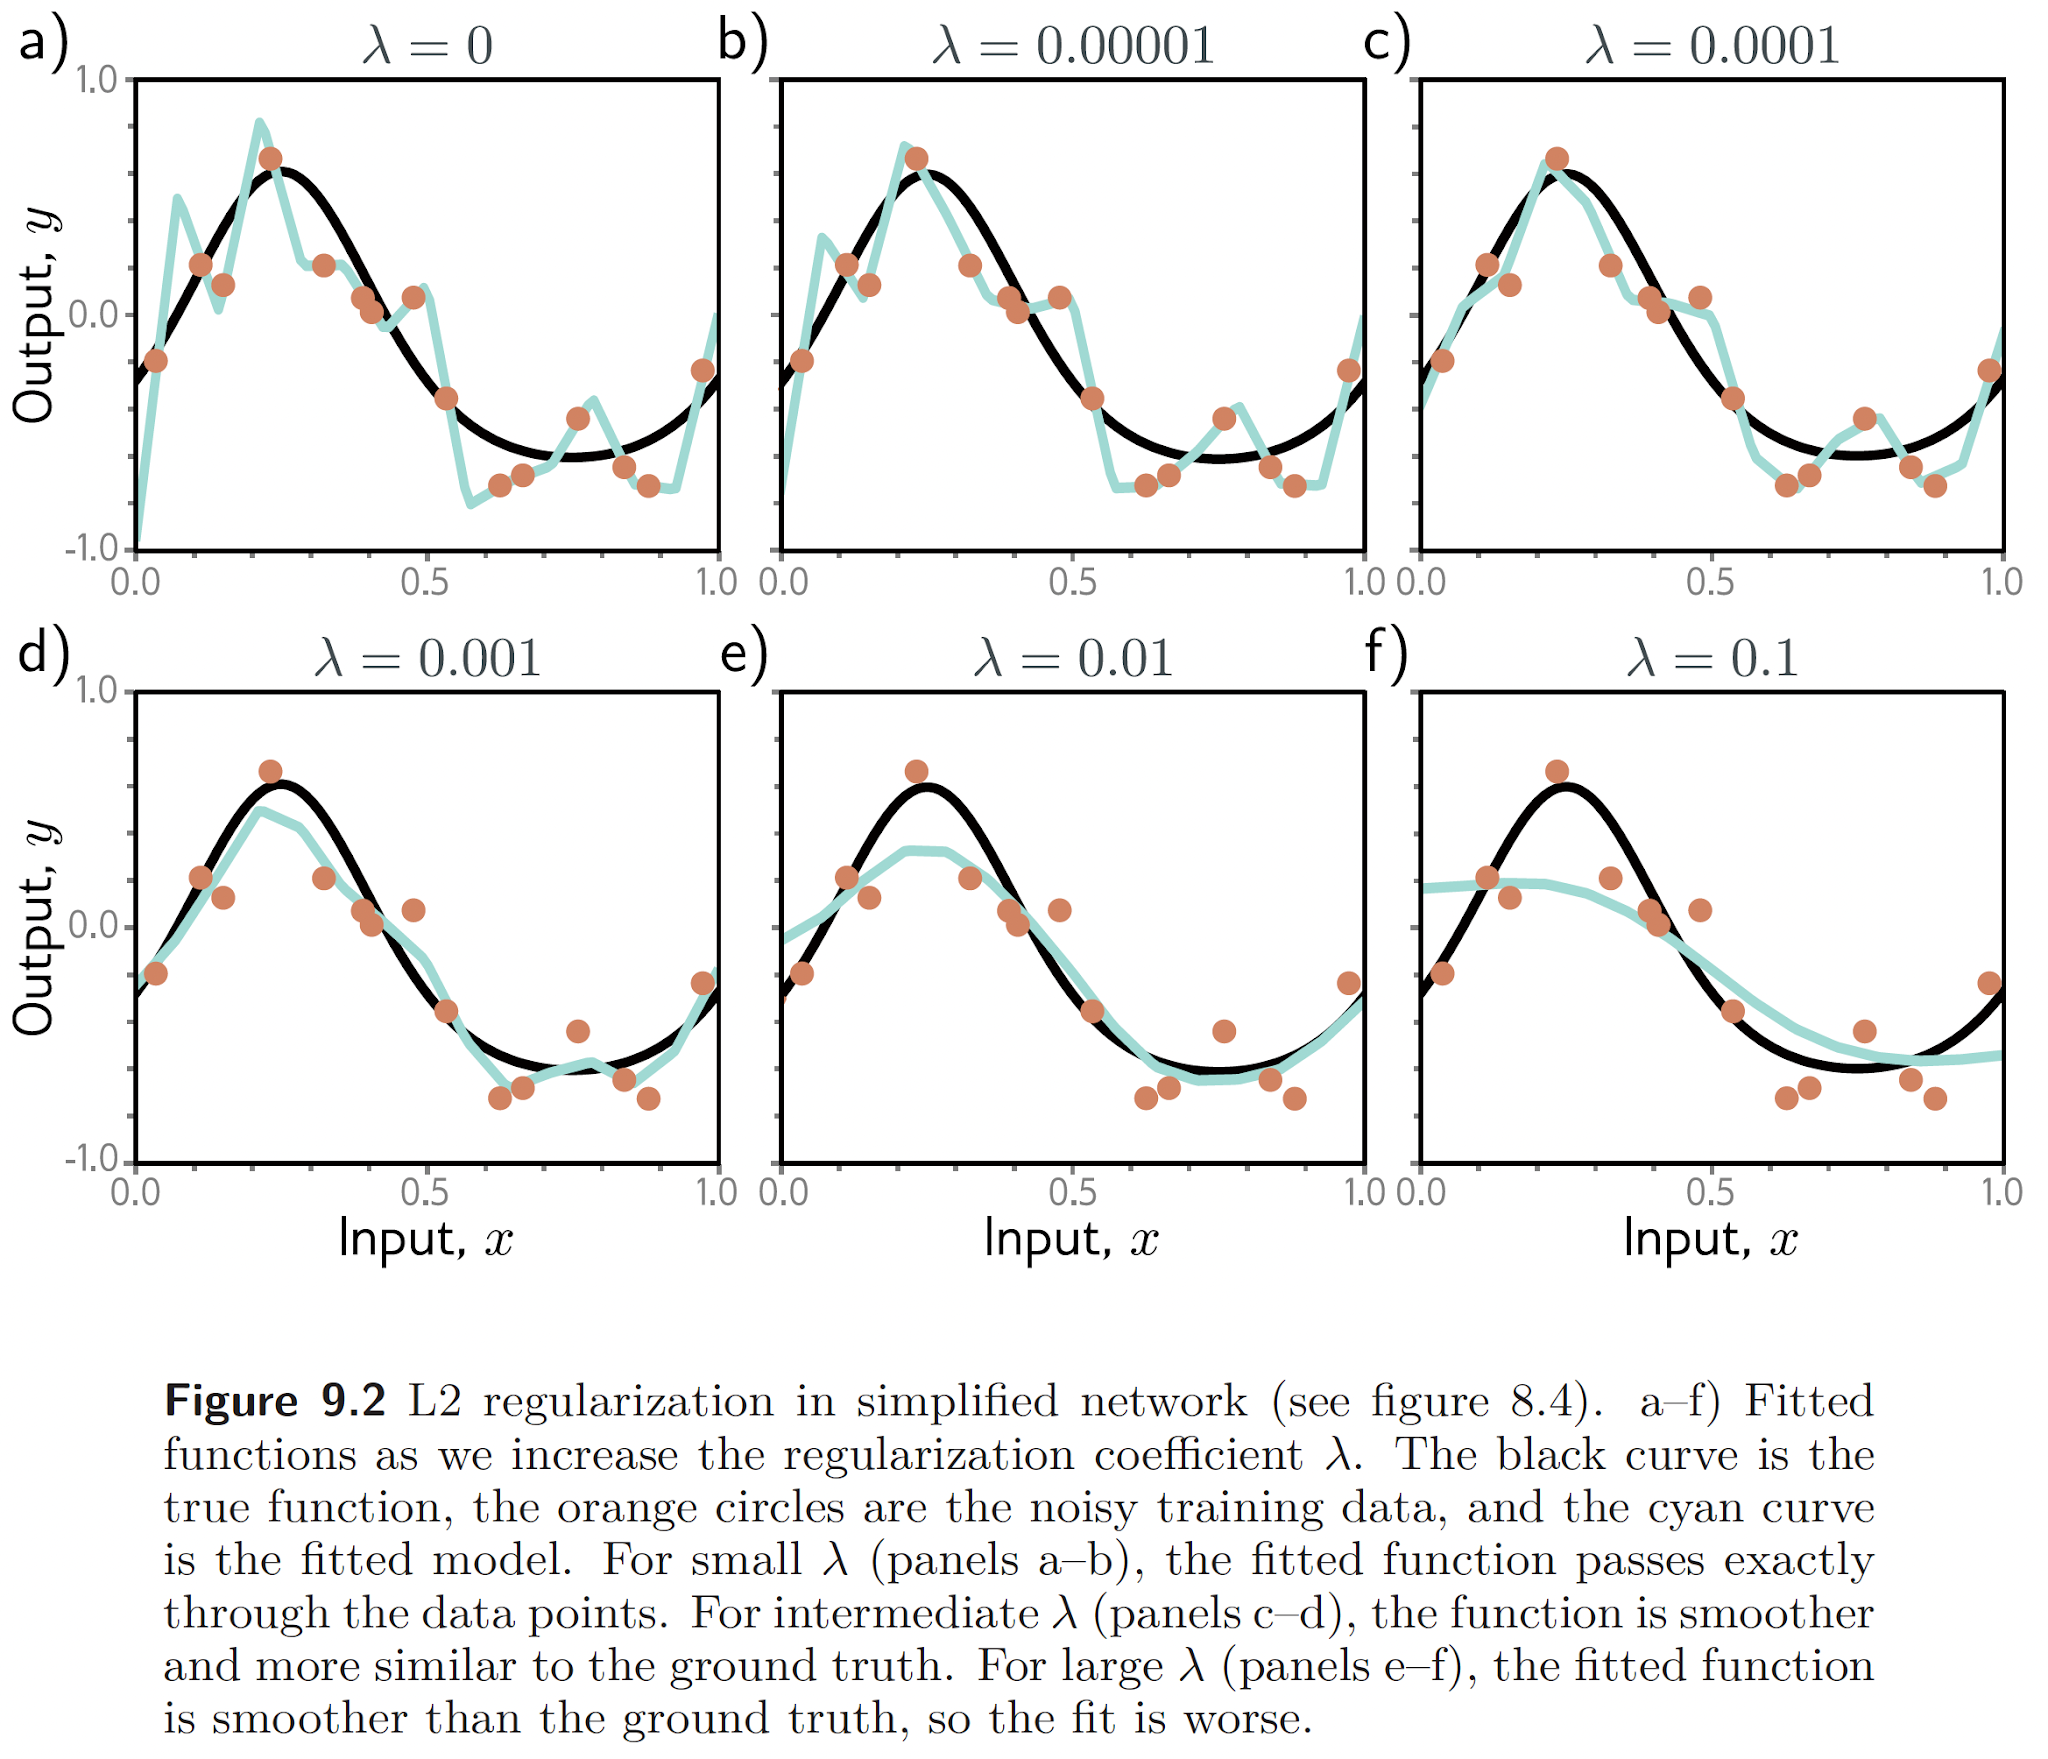 a)
λ = 0
b)
λ = 0.00001
c)
λ = 0.0001
1.0
0.0
-1.0
Output, y
0.0
0.5
1.0
0.0
0.5
1.0
0.0
0.5
1.0
d)
λ = 0.001
e)
λ = 0.01
f)
λ = 0.1
1.0
0.0
-1.0
Output, y
0.0
0.5
1.0
0.0
0.5
1.0
0.0
0.5
1.0
Input, x
Input, x
Input, x
Figure 9.2 L2 regularization in simplified network (see figure 8.4). a–f) Fitted
functions as we increase the regularization coefficient λ. The black curve is the
true function, the orange circles are the noisy training data, and the cyan curve
is the fitted model. For small λ (panels a–b), the fitted function passes exactly
through the data points. For intermediate λ (panels c–d), the function is smoother
and more similar to the ground truth. For large λ (panels e–f), the fitted function
is smoother than the ground truth, so the fit is worse.